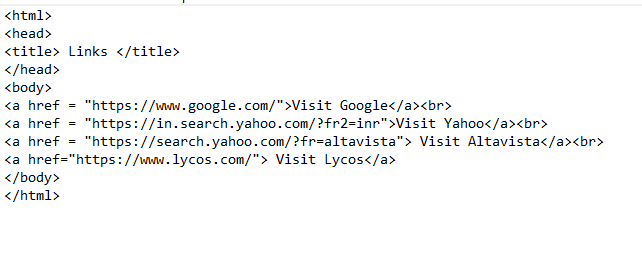 <html>
<head>
<title> Links </title>
</head>
<body>
<a href = "https://www.google.com/">Visit Google</a><br>
<a href = "https://in.search.yahoo.com/?fr2=inr">Visit Yahoo</a><br>
<a href = "https://search.yahoo.com/?fr=altavista"> Visit Altavista</a><br>
<a href="https://www.lycos.com/"> Visit Lycos</a>
</body>
</html>